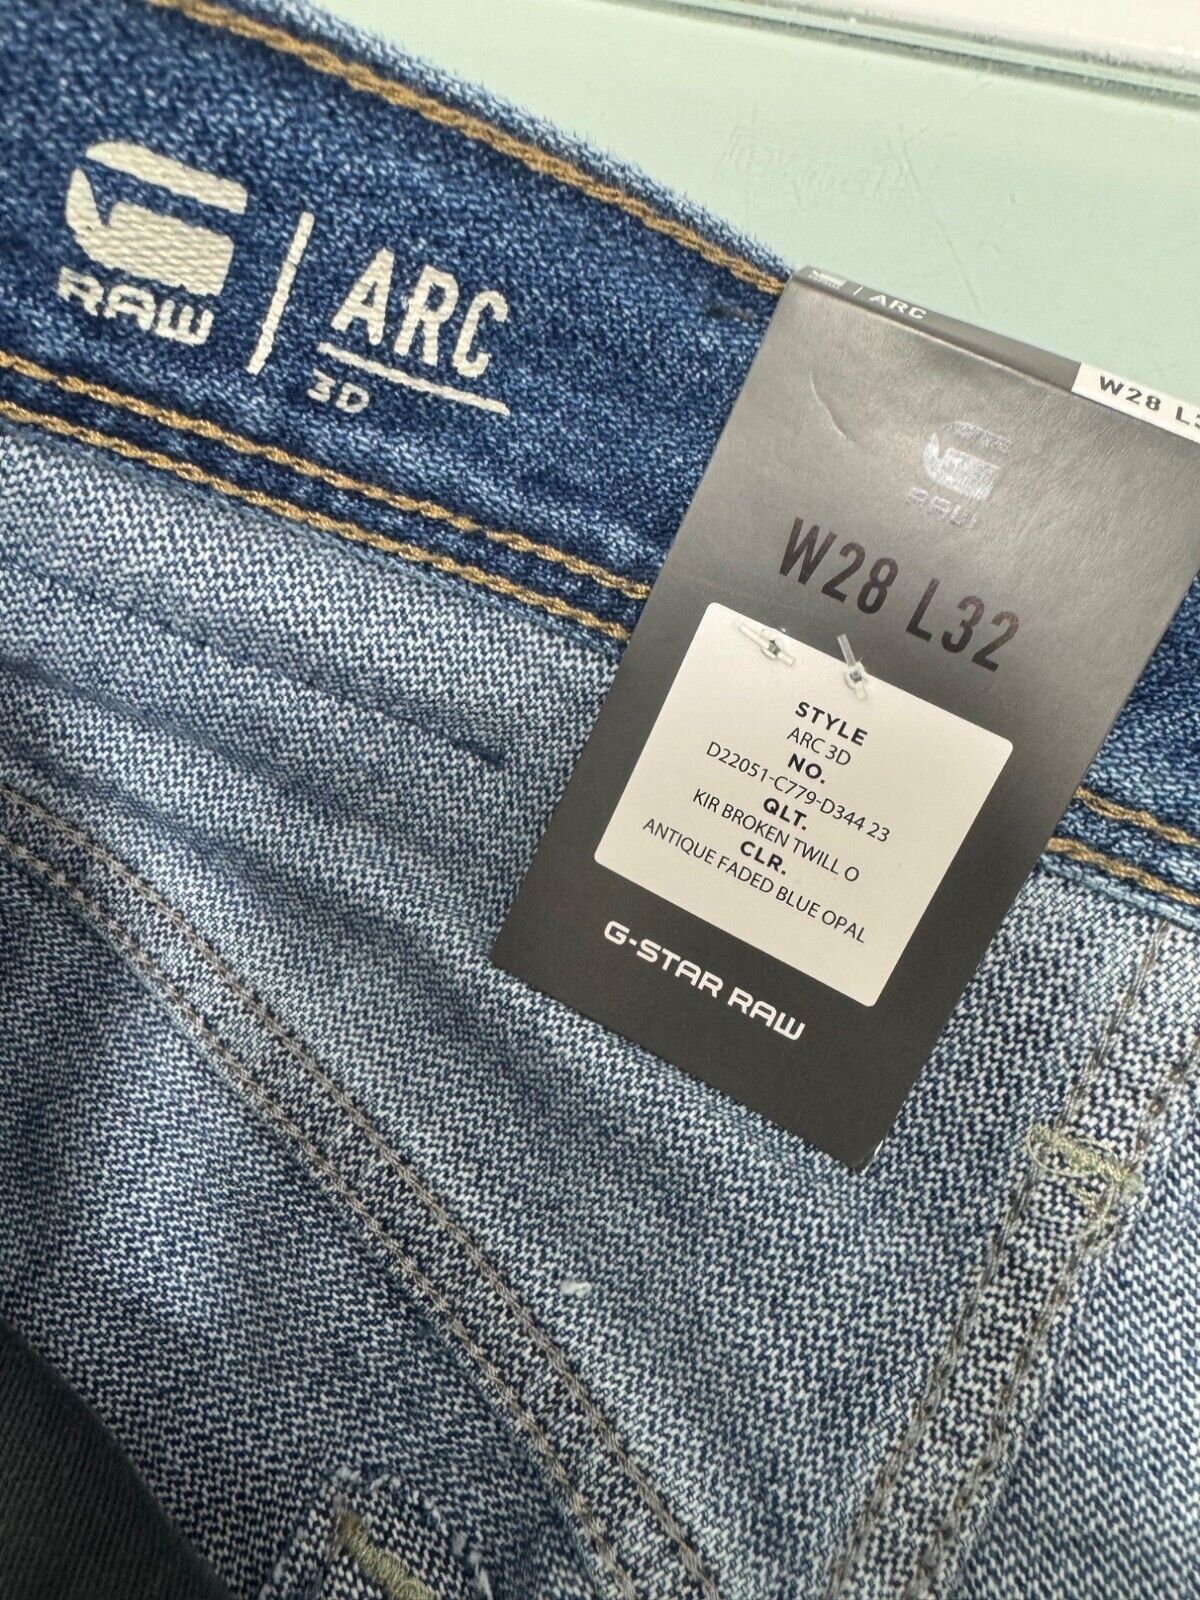 RAW
ARC
3D
/ ARC
W28 L3
RAW
W28 L32
STYLE
ARC 3D
NO.
D22051-C779-D344 23
QLT.
KIR BROKEN TWILL O
CLR.
ANTIQUE FADED BLUE OPAL
G-STAR RAW